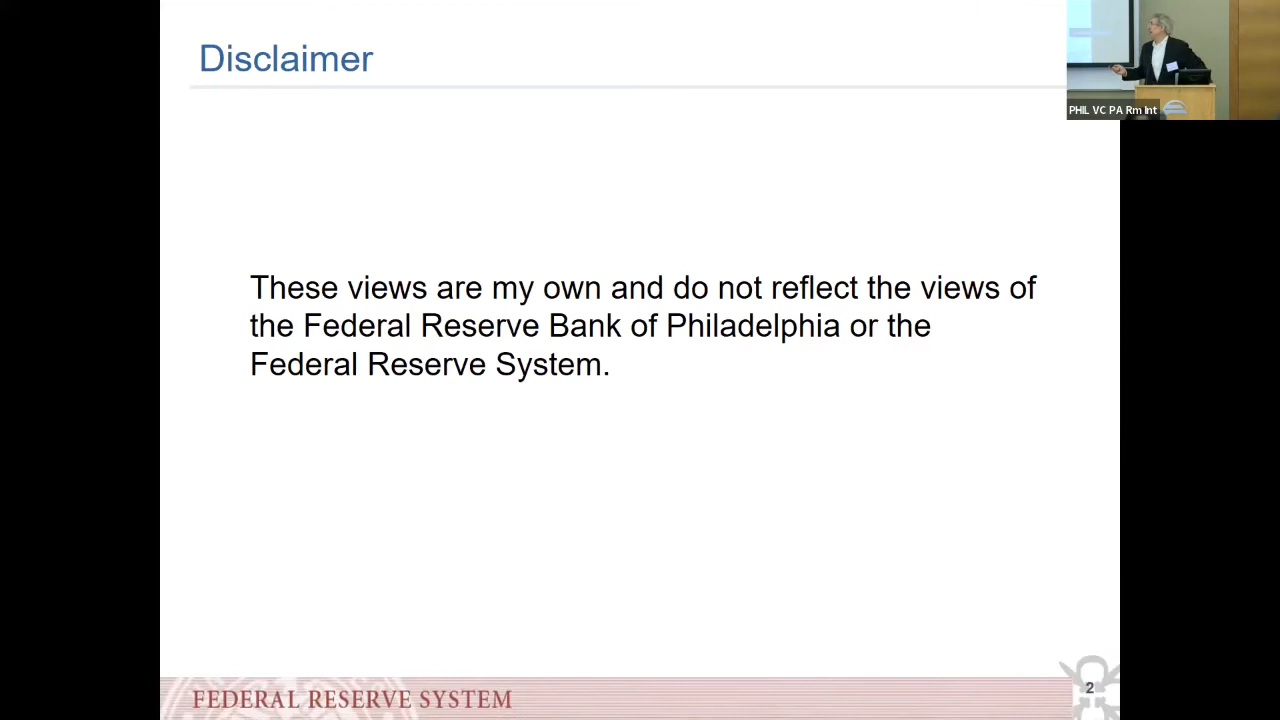 Disclaimer
PHIL VC PA Rm Int
These views are my own and do not reflect the views of
the Federal Reserve Bank of Philadelphia or the
Federal Reserve System.
FEDERAL RESERVE SYSTEM
2